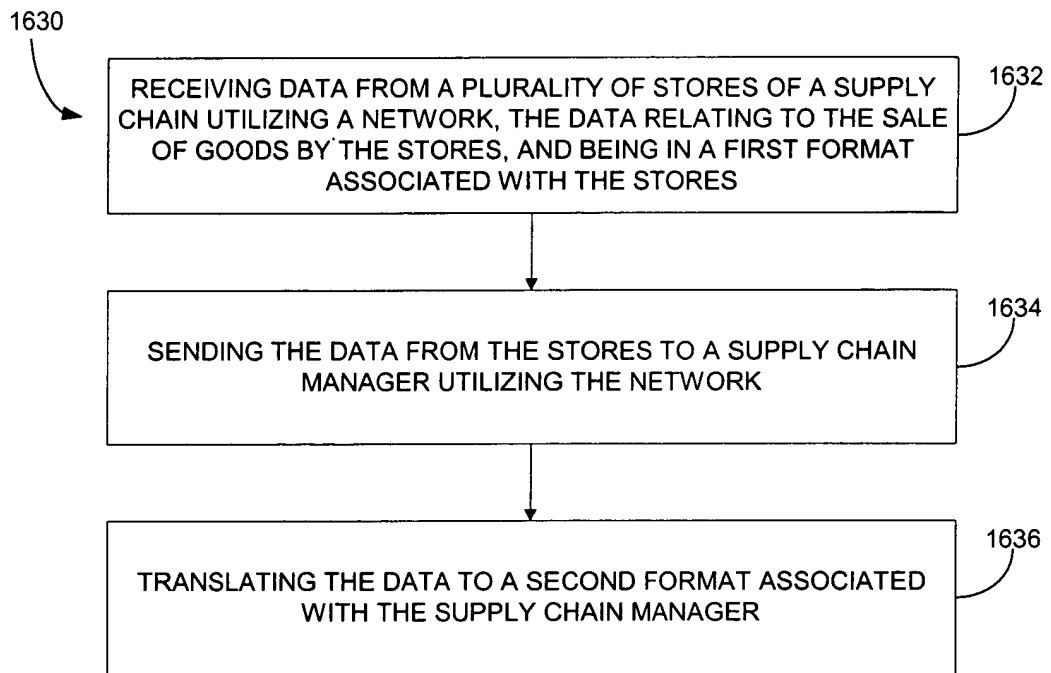 1630
RECEIVING DATA FROM A PLURALITY OF STORES OF A SUPPLY
CHAIN UTILIZING A NETWORK, THE DATA RELATING TO THE SALE
OF GOODS BY THE STORES, AND BEING IN A FIRST FORMAT
ASSOCIATED WITH THE STORES
1632
SENDING THE DATA FROM THE STORES TO A SUPPLY CHAIN
MANAGER UTILIZING THE NETWORK
1634
TRANSLATING THE DATA TO A SECOND FORMAT ASSOCIATED
WITH THE SUPPLY CHAIN MANAGER
1636